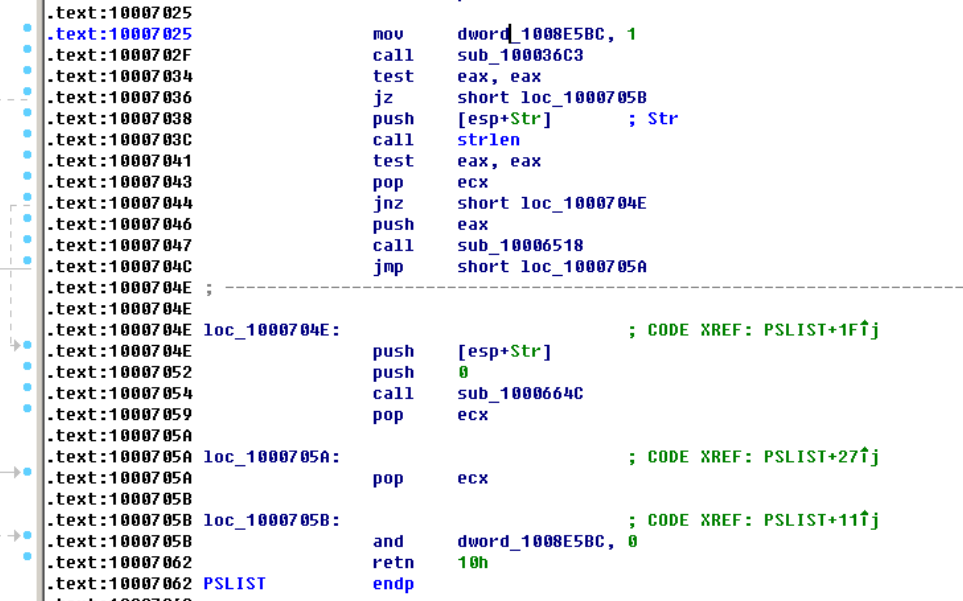 .text:10007025
.text:10007025 mov dword_1008E5BC, 1
.text:1000702F call sub_100036C3
.text:10007034 test eax, eax
.text:10007036 jz short loc_1000705B
.text:10007038 push [esp+Str] ; Str
.text:1000703C call strlen
.text:10007041 test eax, eax
.text:10007043 pop ecx
.text:10007044 jnz short loc_1000704E
.text:10007046 push eax
.text:10007047 call sub_10006518
.text:1000704C jmp short loc_1000705A
.text:1000704E ; ---------------------------------------------------------------------------
.text:1000704E
.text:1000704E loc_1000704E: ; CODE XREF: PSLIST+1F↑j
.text:1000704E push [esp+Str]
.text:10007052 push 0
.text:10007054 call sub_1000664C
.text:10007059 pop ecx
.text:1000705A
.text:1000705A loc_1000705A: ; CODE XREF: PSLIST+27↑j
.text:1000705A pop ecx
.text:1000705B
.text:1000705B loc_1000705B: ; CODE XREF: PSLIST+11↑j
.text:1000705B and dword_1008E5BC, 0
.text:10007062 retn 10h
.text:10007062 PSLIST endp